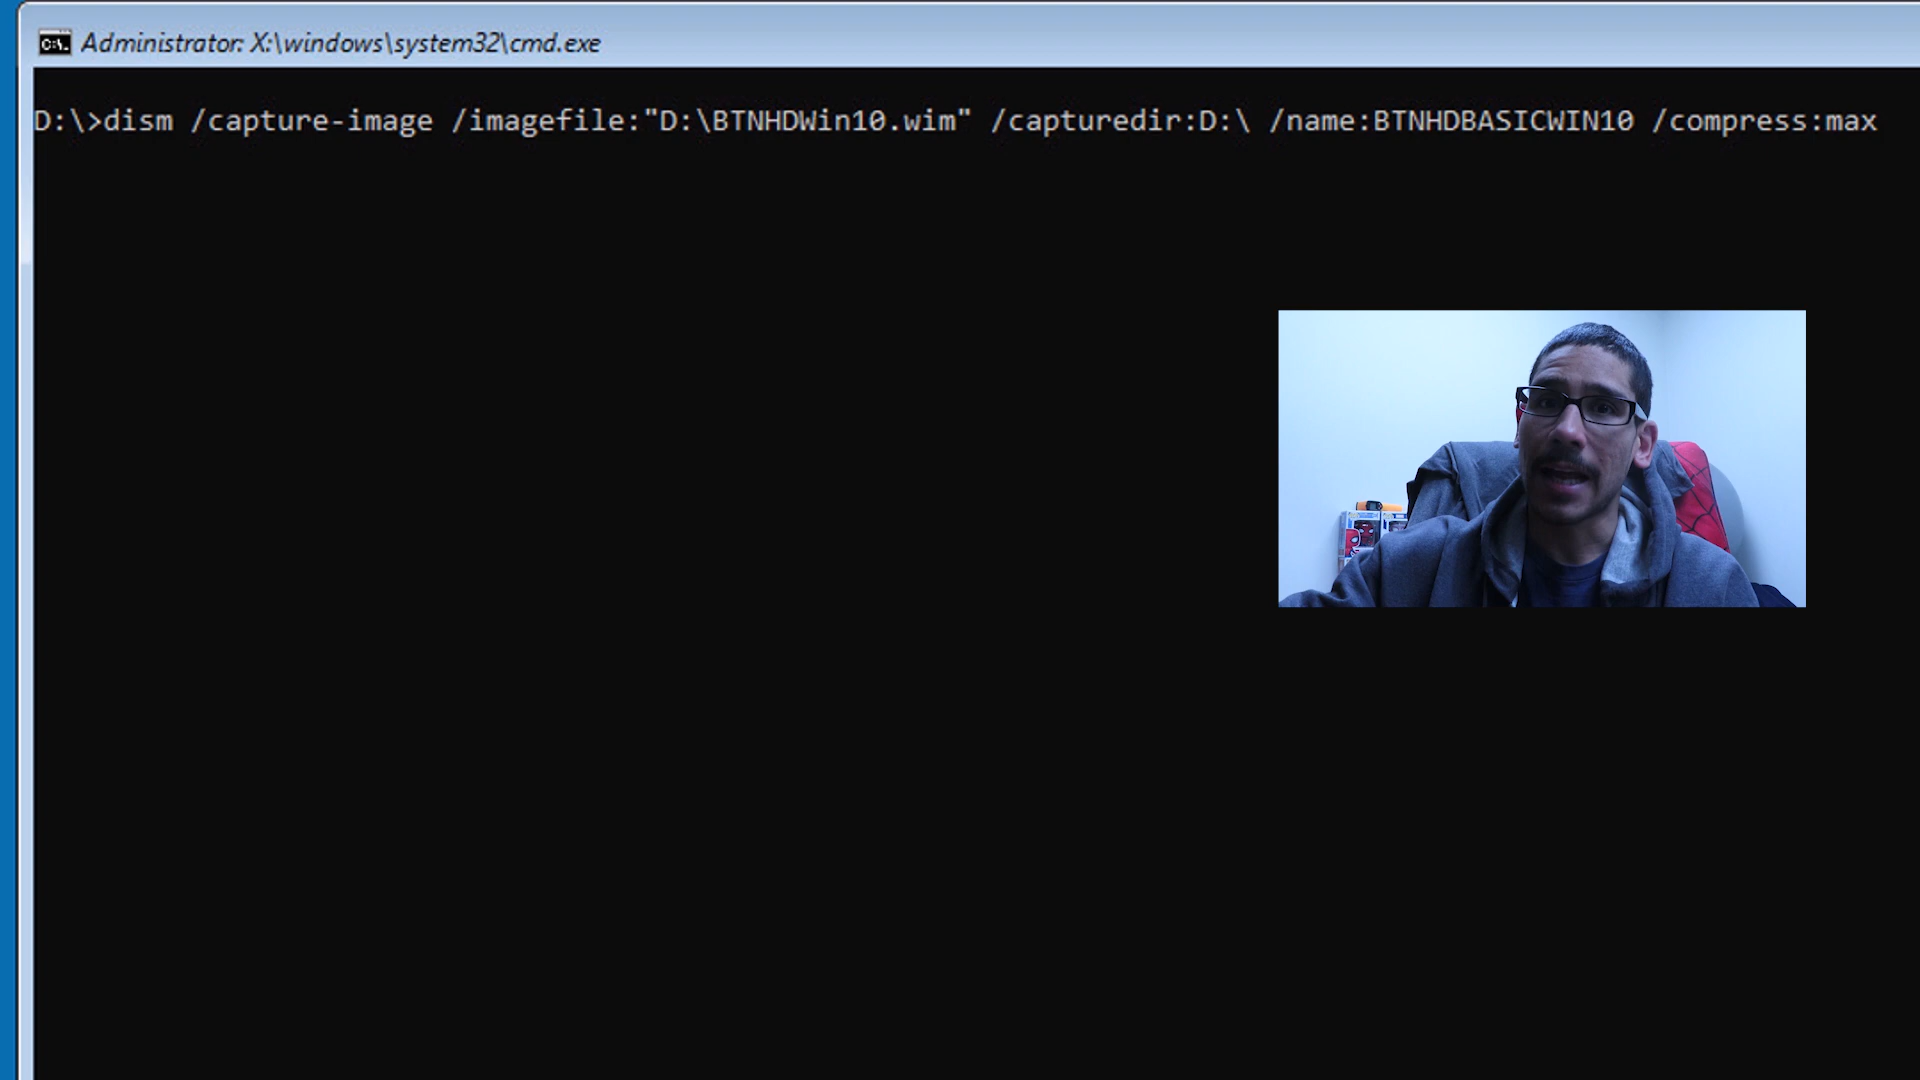 C:\.
Administrator: X:\windows\system32\cmd.exe
D:\>dism /capture-image /imagefile:"D:\BTNHDWin10.wim" /capturedir:D:\ /name:BTNHDBASICWIN10 /compress:max